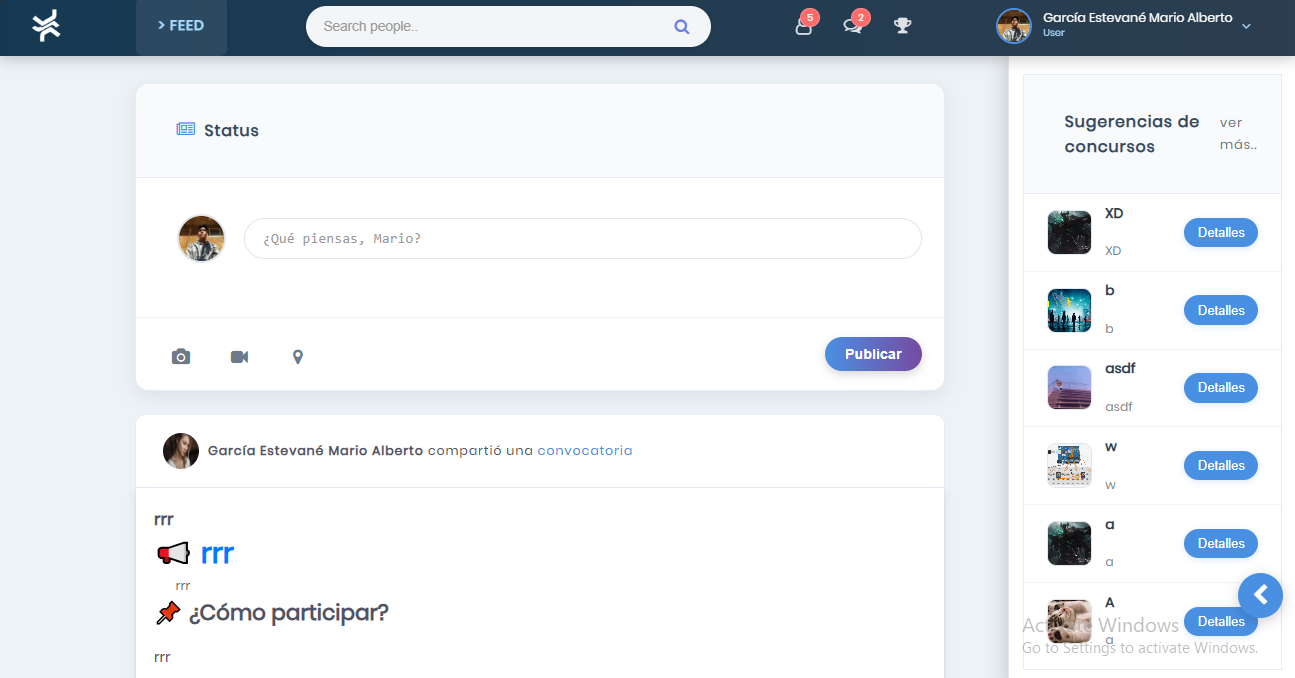 > FEED
Search people..
5
2
García Estevané Mario Alberto
User
Status
¿Qué piensas, Mario?
Publicar
García Estevané Mario Alberto compartió una convocatoria
rrr
rrr
rrr
¿Cómo participar?
rrr
Sugerencias de
concursos
ver
más..
XD
XD
Detalles
b
b
Detalles
asdf
asdf
Detalles
w
w
Detalles
a
a
Detalles
A
a
Detalles
Activate Windows
Go to Settings to activate Windows.